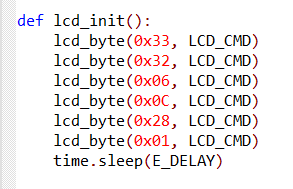 def lcd_init():
    lcd_byte(0x33, LCD_CMD)
    lcd_byte(0x32, LCD_CMD)
    lcd_byte(0x06, LCD_CMD)
    lcd_byte(0x0C, LCD_CMD)
    lcd_byte(0x28, LCD_CMD)
    lcd_byte(0x01, LCD_CMD)
    time.sleep(E_DELAY)